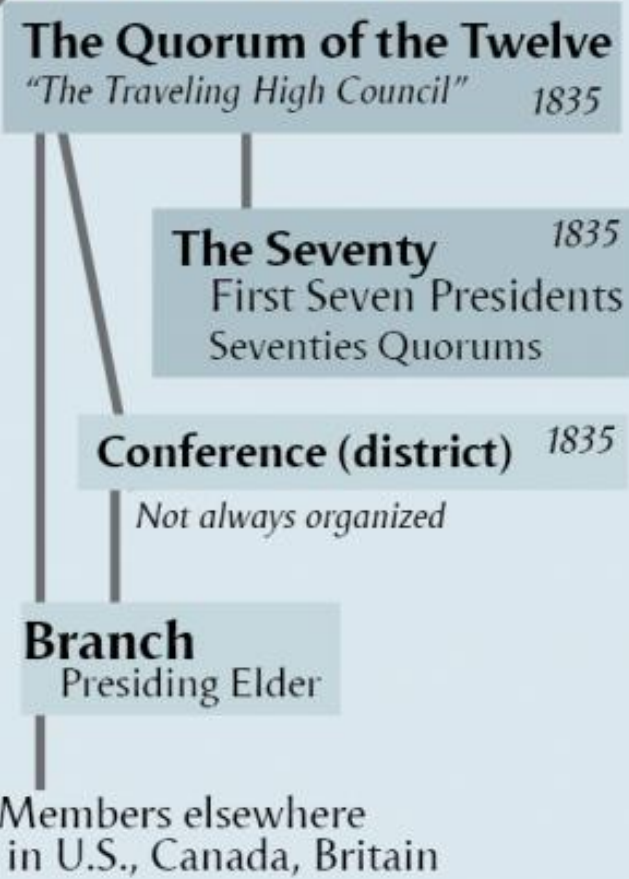 The Quorum of the Twelve
“The Traveling High Council” 1835
The Seventy 1835
First Seven Presidents
Seventies Quorums
Conference (district) 1835
Not always organized
Branch
Presiding Elder
Members elsewhere
in U.S., Canada, Britain